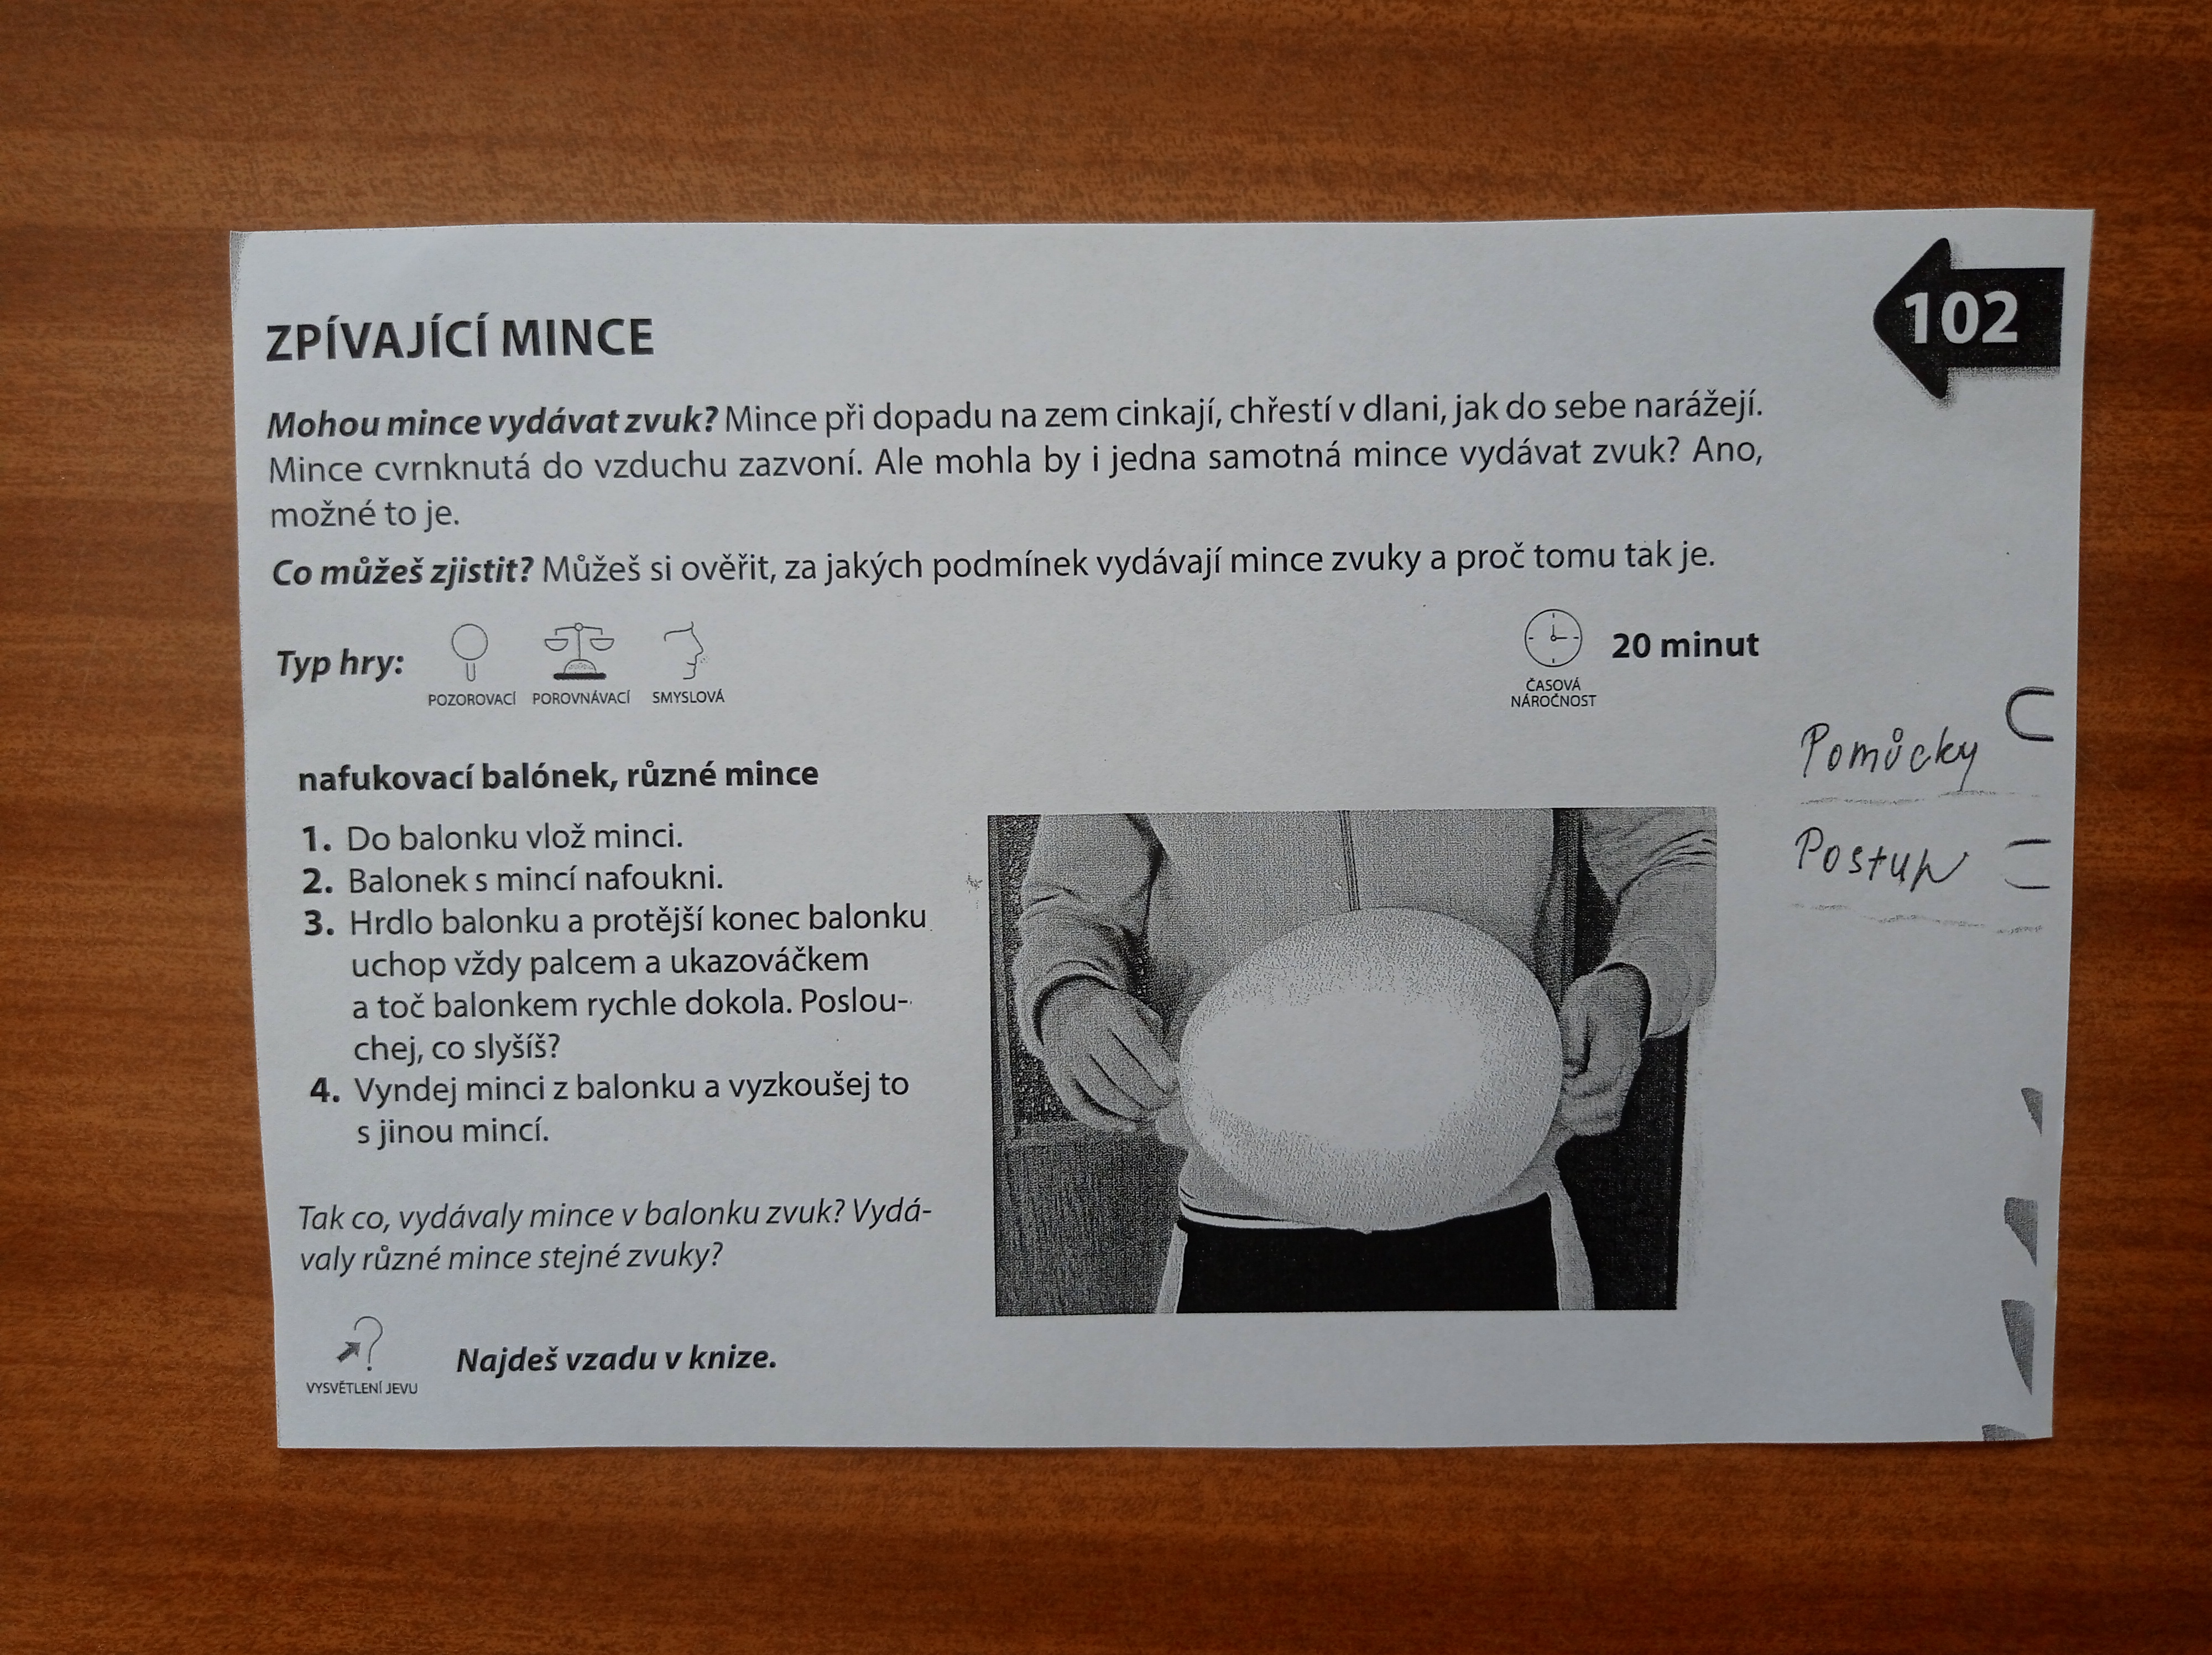 102
ZPÍVAJÍCÍ MINCE
Mohou mince vydávat zvuk? Mince při dopadu na zem cinkají, chřestí v dlani, jak do sebe narážejí.
Mince cvrnknutá do vzduchu zazvoní. Ale mohla by i jedna samotná mince vydávat zvuk? Ano,
možné to je.
Co můžeš zjistit? Můžeš si ověřit, za jakých podmínek vydávají mince zvuky a proč tomu tak je.
Typ hry:
POZOROVACÍ POROVNÁVACÍ SMYSLOVÁ
20 minut
ČASOVÁ
NÁROČNOST
Pomůcky
nafukovací balónek, různé mince
Postup
1. Do balonku vlož minci.
2. Balonek s mincí nafoukni.
3. Hrdlo balonku a protější konec balonku
uchop vždy palcem a ukazováčkem
a toč balonkem rychle dokola. Poslou-
chej, co slyšíš?
4. Vyndej minci z balonku a vyzkoušej to
s jinou mincí.
Tak co, vydávaly mince v balonku zvuk? Vydá-
valy různé mince stejné zvuky?
VYSVĚTLENÍ JEVU
Najdeš vzadu v knize.